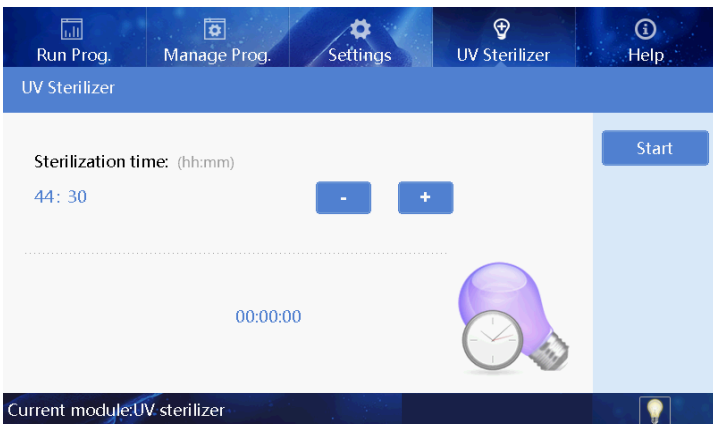 Run Prog. Manage Prog. Settings UV Sterilizer Help
UV Sterilizer
Sterilization time: (hh:mm)
Start
44: 30
- +
00:00:00
Current module:UV sterilizer